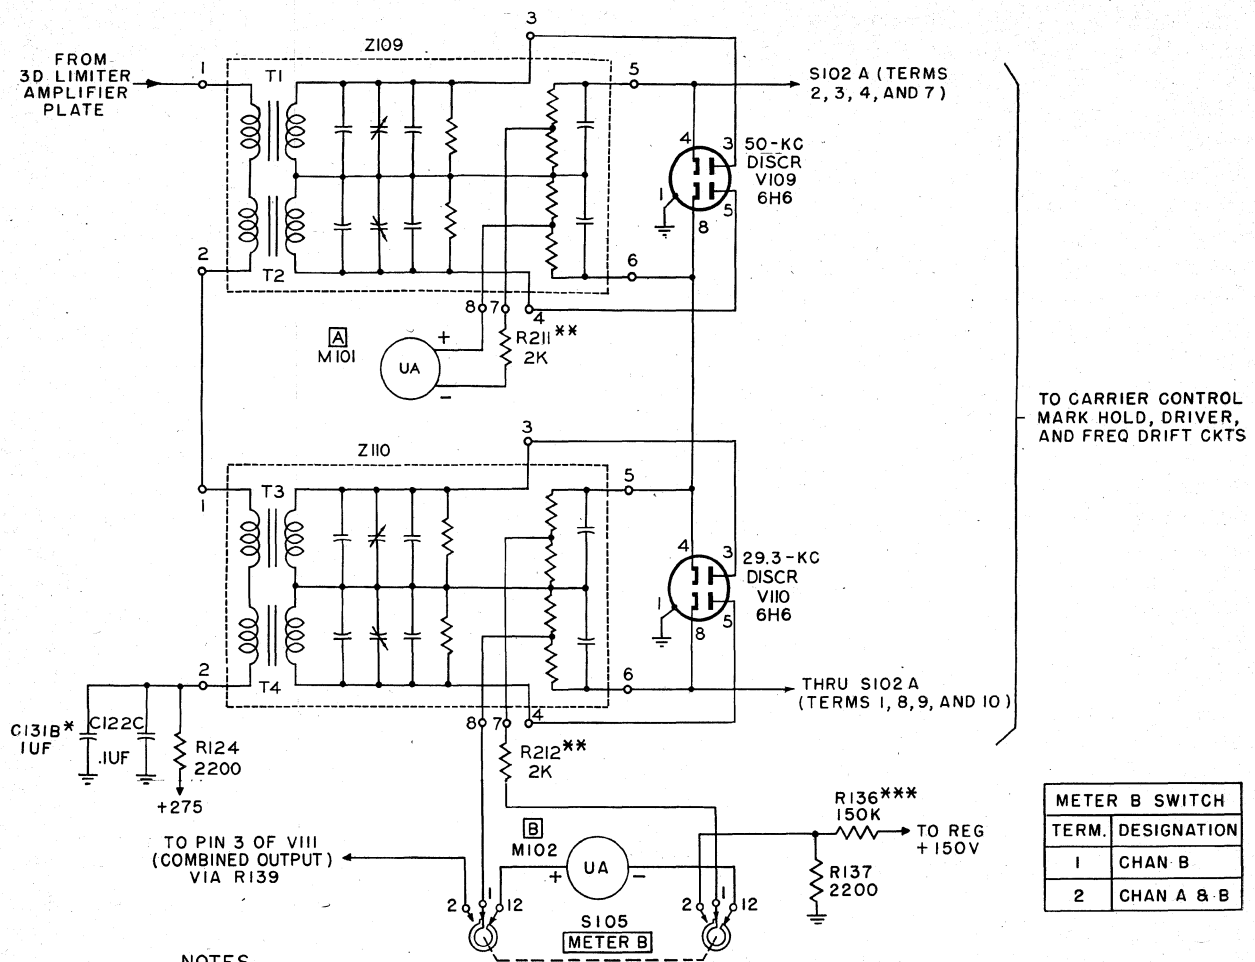 FROM
3D LIMITER
AMPLIFIER
PLATE
1
Z109
T1
3
5
S102 A (TERMS
2, 3, 4, AND 7)
4
3
50-KC
DISCR
V109
6H6
1
5
8
2
T2
6
8
7
4
A
M101
+
UA
-
R211**
2K
TO CARRIER CONTROL
MARK HOLD, DRIVER,
AND FREQ DRIFT CKTS
Z110
3
1
T3
5
4
3
29.3-KC
DISCR
V110
6H6
1
5
8
2
T4
6
THRU S102 A
(TERMS 1, 8, 9, AND 10)
8
7
4
C131B*
1UF
C122C
.1UF
R124
2200
+275
R212**
2K
R136***
150K
TO REG
+150V
R137
2200
TO PIN 3 OF V111
(COMBINED OUTPUT)
VIA R139
B
M102
+
UA
-
2
1
12
2
1
12
S105
METER B
METER B SWITCH
TERM. DESIGNATION
1 CHAN B
2 CHAN A & B
NOTES